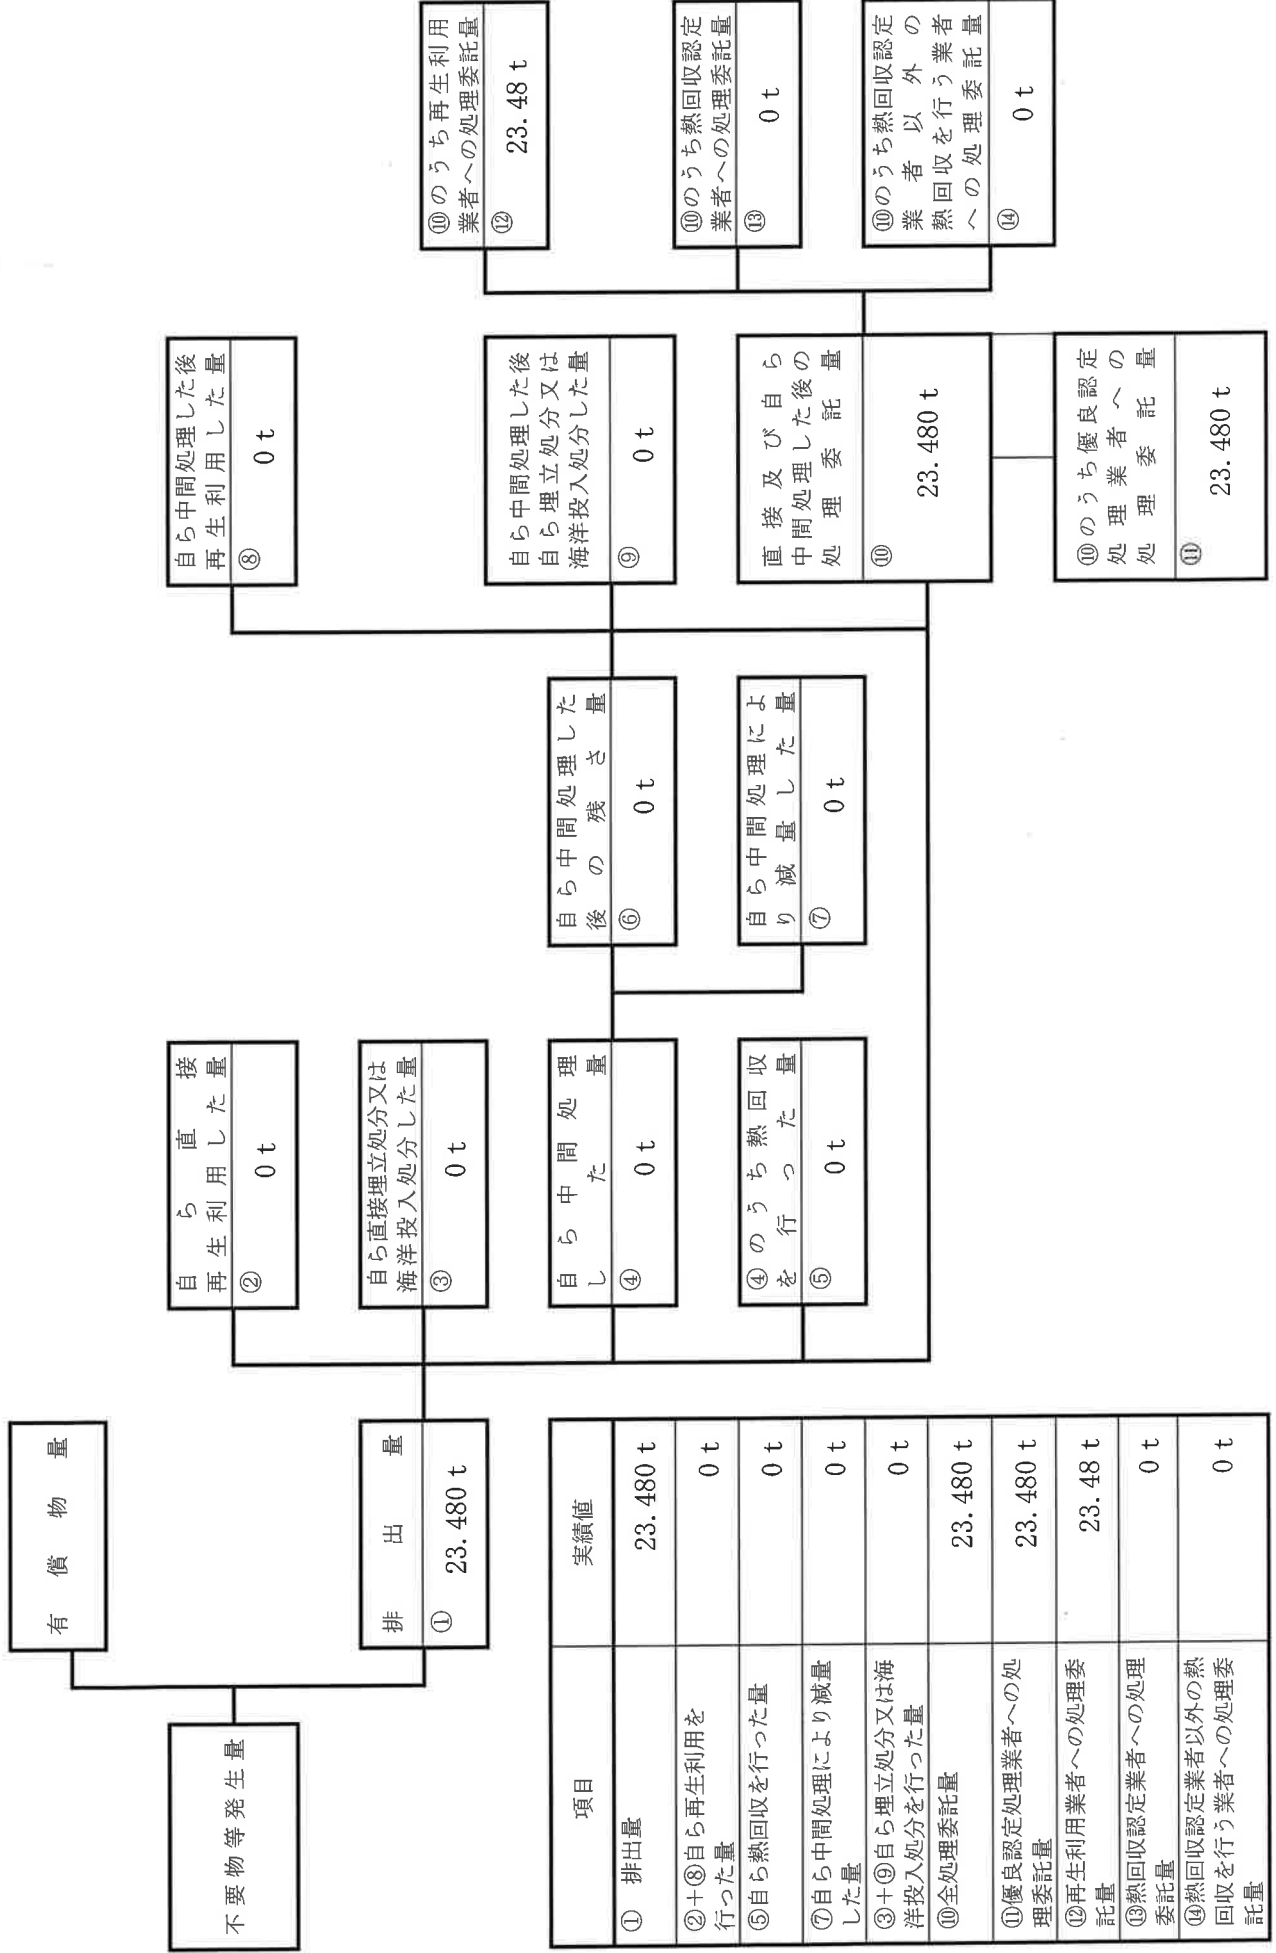 不要物等発生量
有償物量
排出量
① 23.480 t
自ら直接
再生利用した量
② 0 t
自ら直接埋立処分又は
海洋投入処分した量
③ 0 t
自ら中間処理
した量
④ 0 t
④のうち熱回収
を行った量
⑤ 0 t
自ら中間処理した
後の残さ量
⑥ 0 t
自ら中間処理によ
り減量した量
⑦ 0 t
自ら中間処理した後
再生利用した量
⑧ 0 t
自ら中間処理した後
自ら埋立処分又は
海洋投入処分した量
⑨ 0 t
直接及び自ら
中間処理した後の
処理委託量
⑩ 23.480 t
⑩のうち優良認定
処理業者への
処理委託量
⑪ 23.480 t
⑩のうち再生利用
業者への処理委託量
⑫ 23.48 t
⑩のうち熱回収認定
業者への処理委託量
⑬ 0 t
⑩のうち熱回収認定
業者以外の
熱回収を行う業者
への処理委託量
⑭ 0 t
項目 実績値
① 排出量 23.480 t
②+⑧自ら再生利用を
行った量 0 t
⑤自ら熱回収を行った量 0 t
⑦自ら中間処理により減量
した量 0 t
③+⑨自ら埋立処分又は海
洋投入処分を行った量 0 t
⑩全処理委託量 23.480 t
⑪優良認定処理業者への処
理委託量 23.480 t
⑫再生利用業者への処理委
託量 23.48 t
⑬熱回収認定業者への処理
委託量 0 t
⑭熱回収認定業者以外の熱
回収を行う業者への処理委
託量 0 t